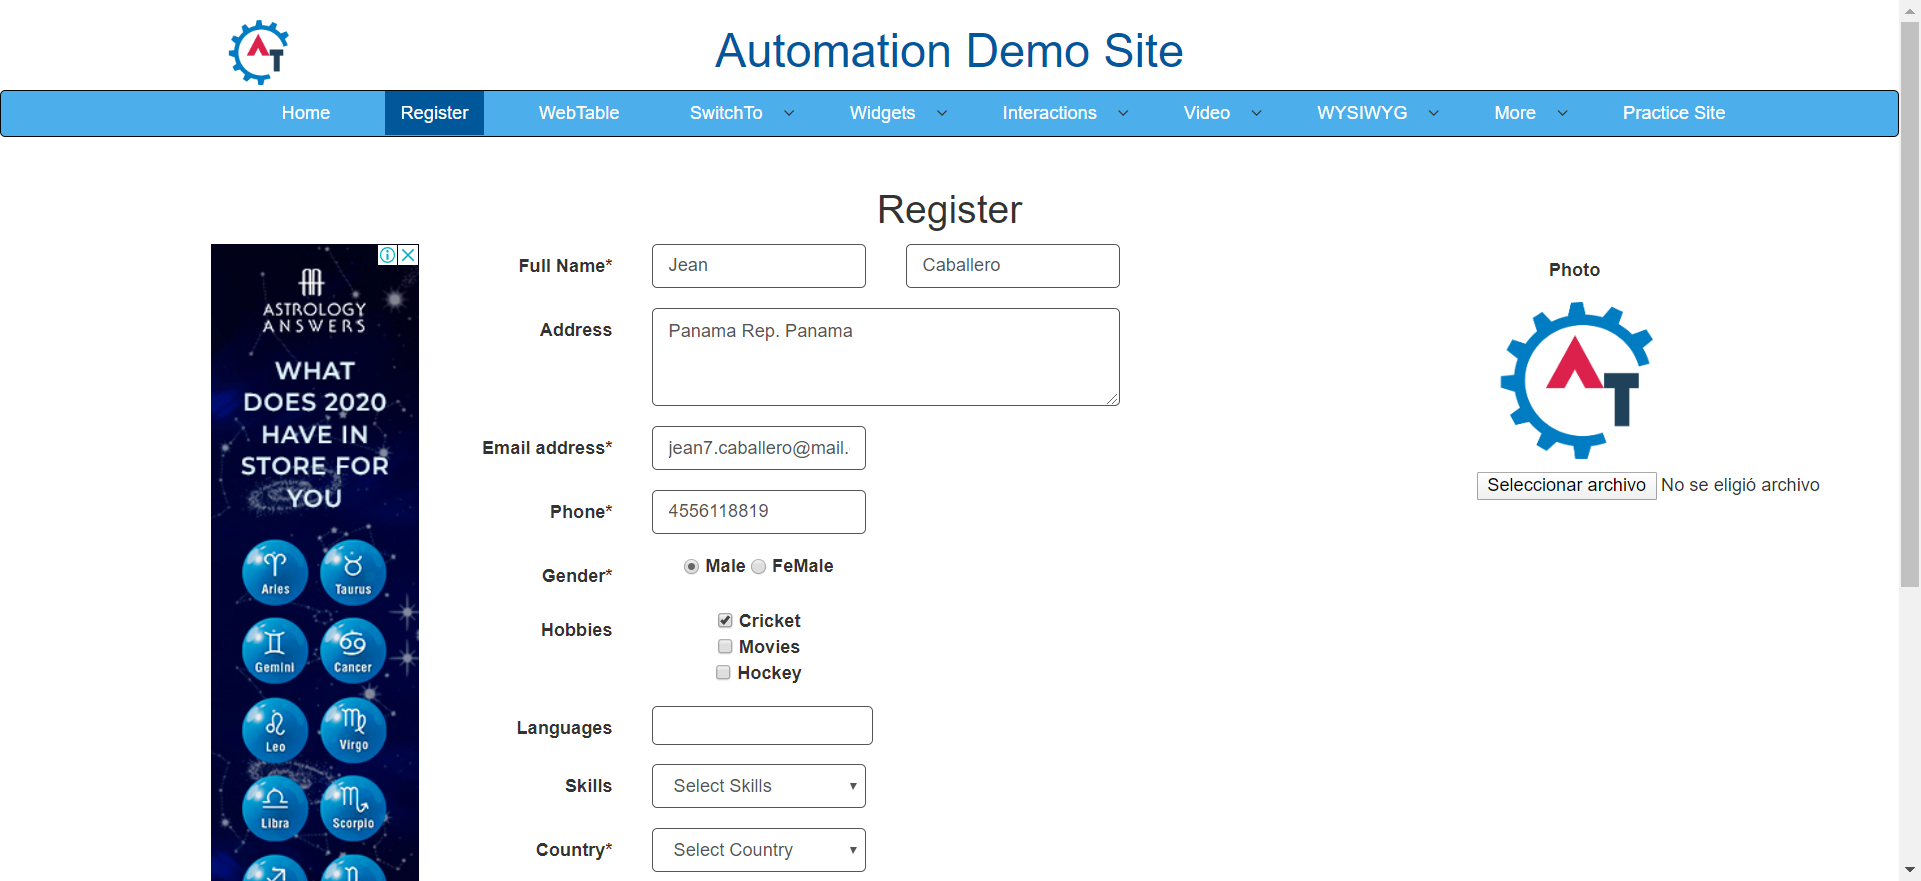 Automation Demo Site
Home Register WebTable SwitchTo Widgets Interactions Video WYSIWYG More Practice Site
Register
ASTROLOGY
ANSWERS
WHAT
DOES 2020
HAVE IN
STORE FOR
YOU
Aries Taurus
Gemini Cancer
Leo Virgo
Libra Scorpio
Full Name* Jean Caballero
Address Panama Rep. Panama
Email address* jean7.caballero@mail.
Phone* 4556118819
Gender* Male FeMale
Hobbies Cricket
Movies
Hockey
Languages
Skills Select Skills
Country* Select Country
Photo
AT
Seleccionar archivo No se eligió archivo